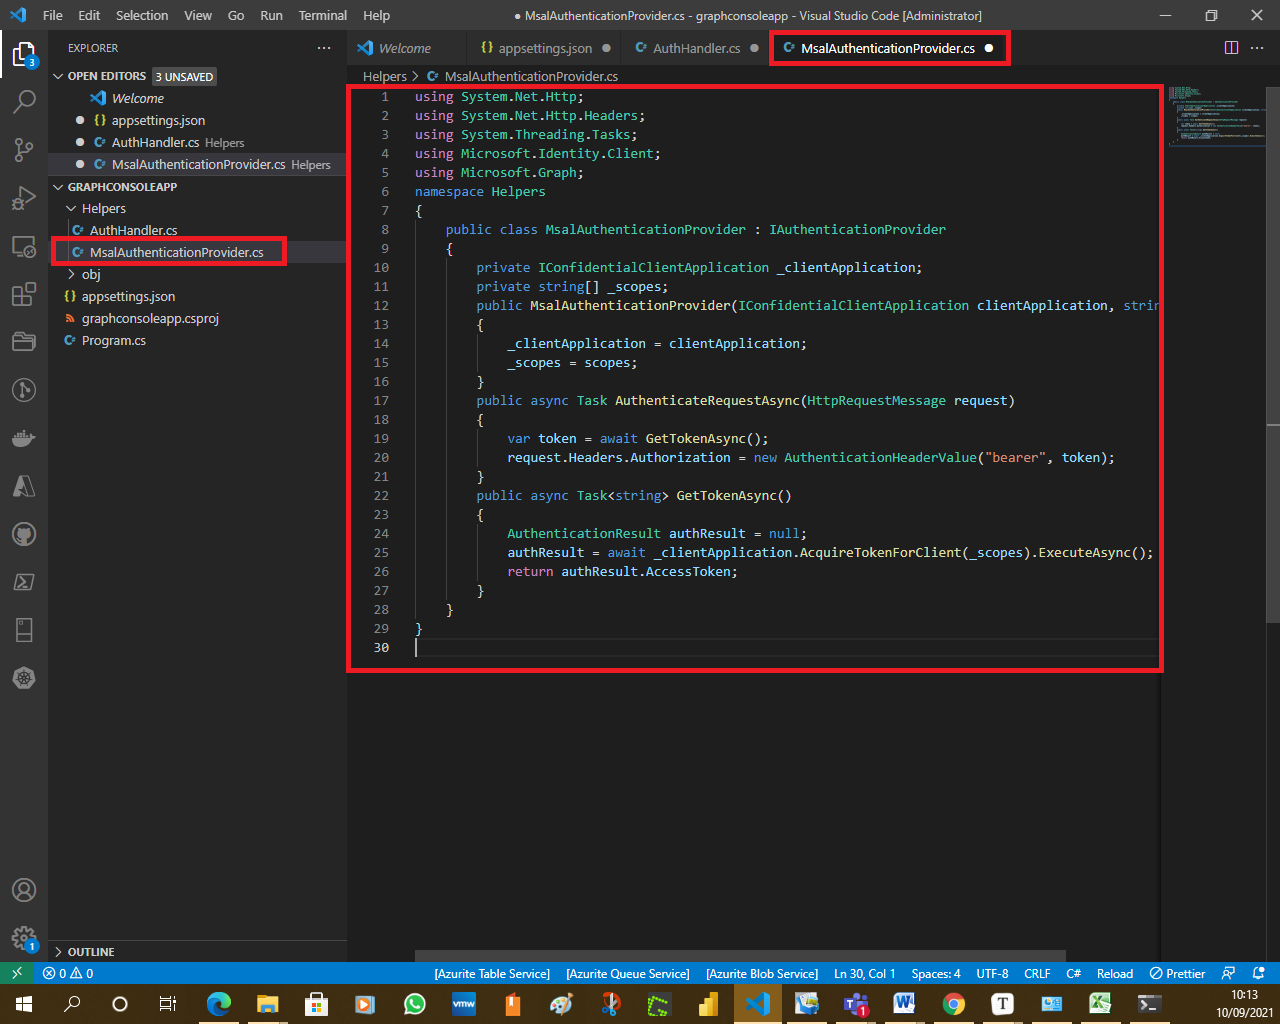 File Edit Selection View Go Run Terminal Help ● MsalAuthenticationProvider.cs - graphconsoleapp - Visual Studio Code [Administrator]
EXPLORER
Welcome appsettings.json AuthHandler.cs MsalAuthenticationProvider.cs
3
OPEN EDITORS 3 UNSAVED
Welcome
appsettings.json
AuthHandler.cs Helpers
MsalAuthenticationProvider.cs Helpers
GRAPHCONSOLEAPP
Helpers
AuthHandler.cs
MsalAuthenticationProvider.cs
obj
appsettings.json
graphconsoleapp.csproj
Program.cs
OUTLINE
1
Helpers > MsalAuthenticationProvider.cs
1 using System.Net.Http;
2 using System.Net.Http.Headers;
3 using System.Threading.Tasks;
4 using Microsoft.Identity.Client;
5 using Microsoft.Graph;
6 namespace Helpers
7 {
8 public class MsalAuthenticationProvider : IAuthenticationProvider
9 {
10 private IConfidentialClientApplication _clientApplication;
11 private string[] _scopes;
12 public MsalAuthenticationProvider(IConfidentialClientApplication clientApplication, strin
13 {
14 _clientApplication = clientApplication;
15 _scopes = scopes;
16 }
17 public async Task AuthenticateRequestAsync(HttpRequestMessage request)
18 {
19 var token = await GetTokenAsync();
20 request.Headers.Authorization = new AuthenticationHeaderValue("bearer", token);
21 }
22 public async Task<string> GetTokenAsync()
23 {
24 AuthenticationResult authResult = null;
25 authResult = await _clientApplication.AcquireTokenForClient(_scopes).ExecuteAsync();
26 return authResult.AccessToken;
27 }
28 }
29 }
30
0 0 [Azurite Table Service] [Azurite Queue Service] [Azurite Blob Service] Ln 30, Col 1 Spaces: 4 UTF-8 CRLF C# Reload Prettier
vmw 1 T
10:13
10/09/2021